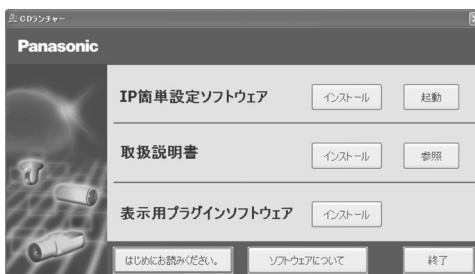 CDランチャー
Panasonic
IP簡単設定ソフトウェア インストール 起動
取扱説明書 インストール 参照
表示用プラグインソフトウェア インストール
はじめにお読みください。 ソフトウェアについて 終了